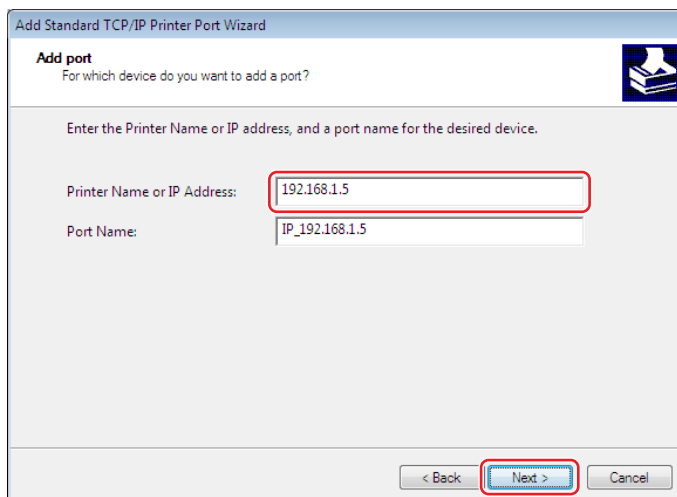 Add Standard TCP/IP Printer Port Wizard
Add port
For which device do you want to add a port?
Enter the Printer Name or IP address, and a port name for the desired device.
Printer Name or IP Address: 192.168.1.5
Port Name: IP_192.168.1.5
< Back Next > Cancel